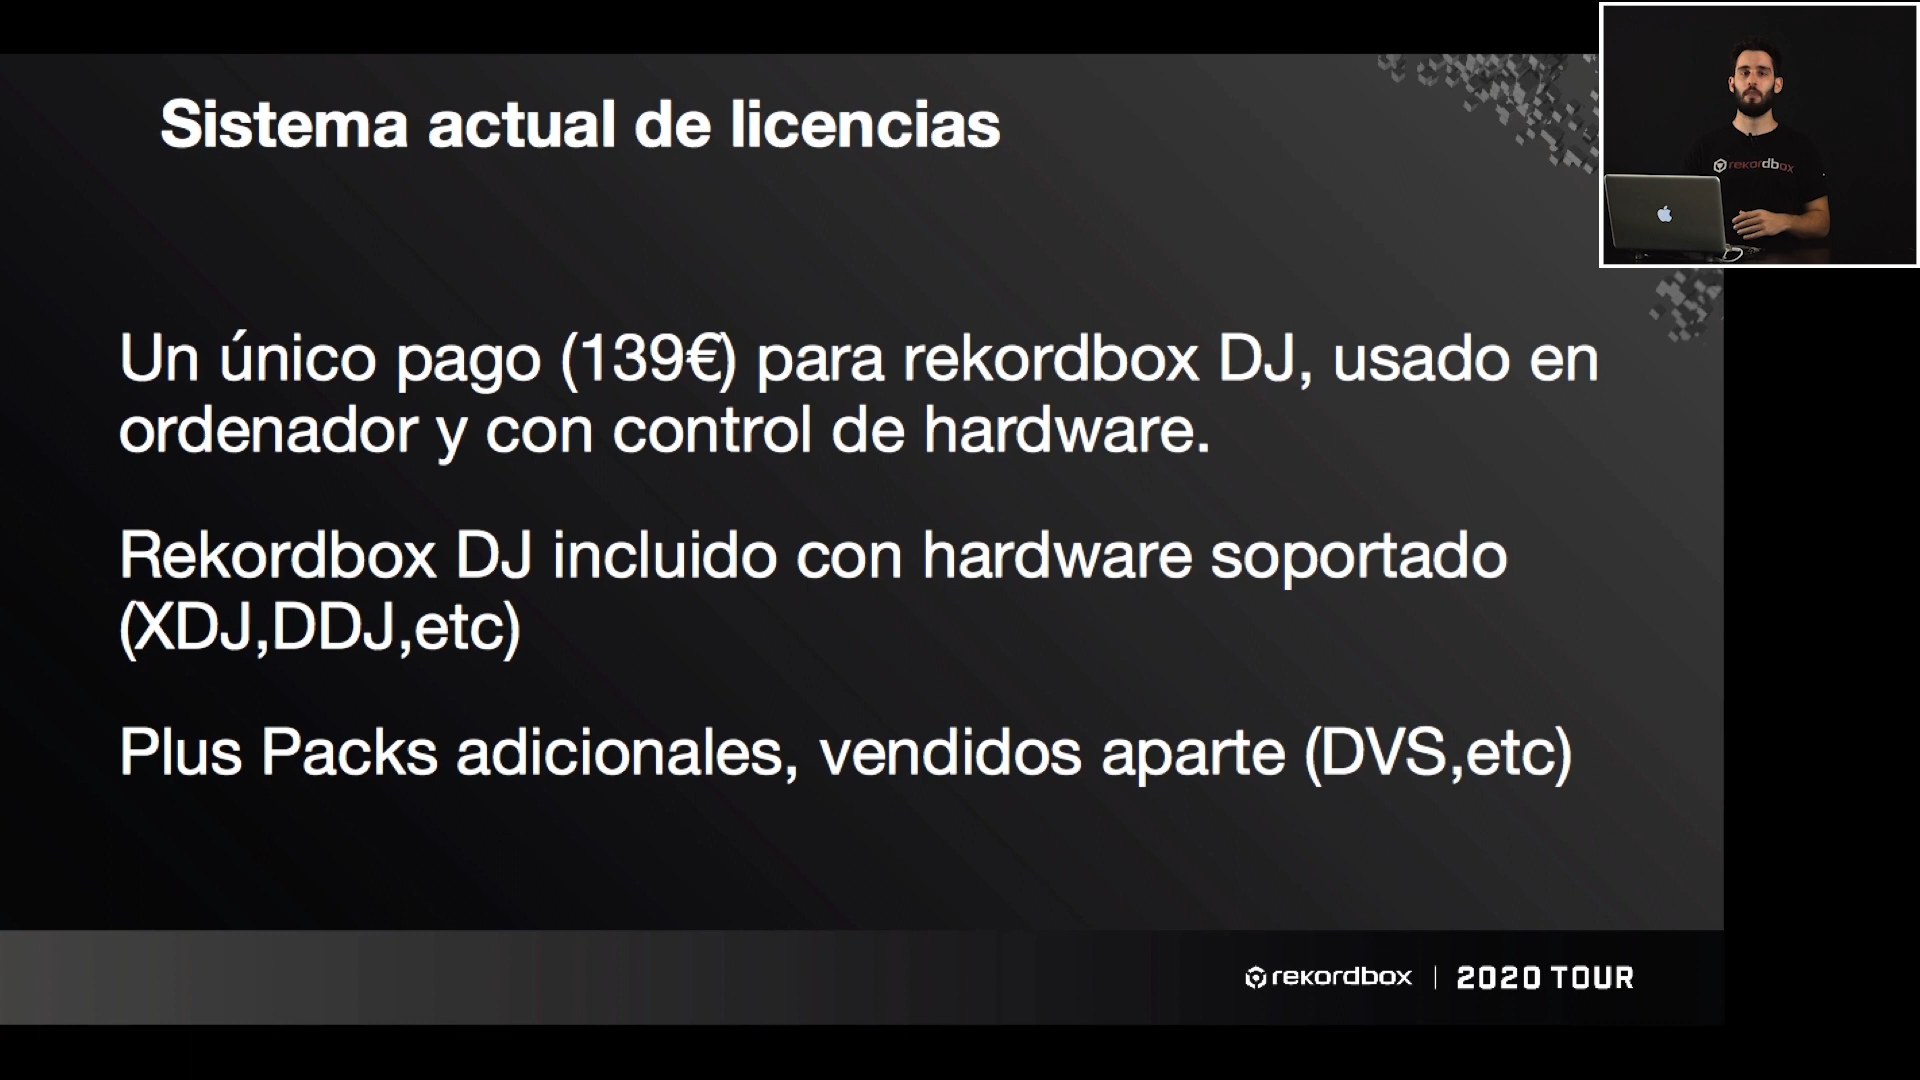 Sistema actual de licencias
rekordbox
Un único pago (139€) para rekordbox DJ, usado en
ordenador y con control de hardware.
Rekordbox DJ incluido con hardware soportado
(XDJ,DDJ,etc)
Plus Packs adicionales, vendidos aparte (DVS,etc)
rekordbox | 2020 TOUR